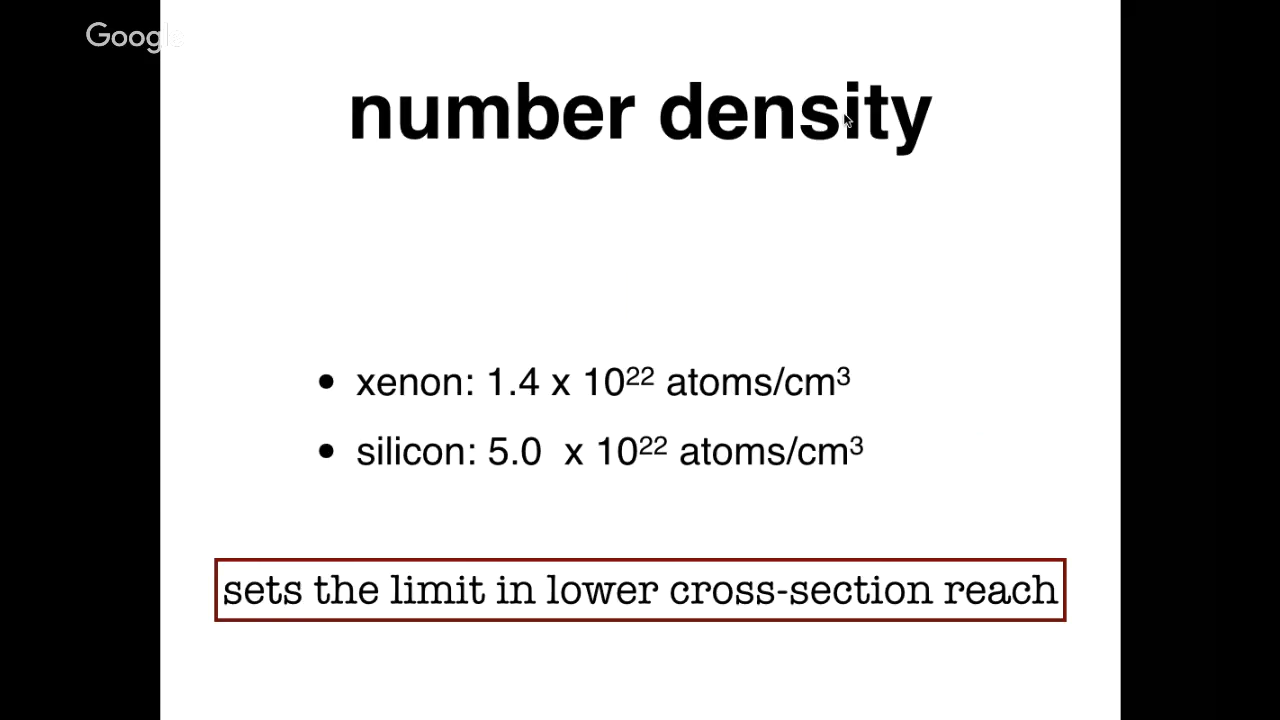 Google
number density
• xenon: 1.4 x 10²² atoms/cm³
• silicon: 5.0  x 10²² atoms/cm³
sets the limit in lower cross-section reach